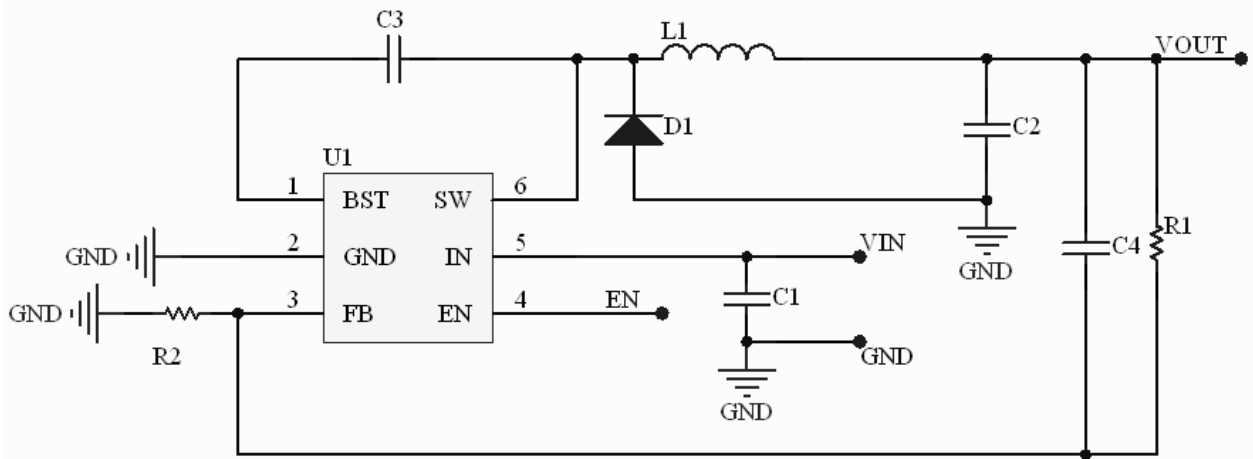 C3
L1
VOUT
D1
C2
U1
1 BST SW 6
2 GND IN 5
GND
VIN
R1
C4
GND
GND
3 FB EN 4
EN
C1
R2
GND
GND